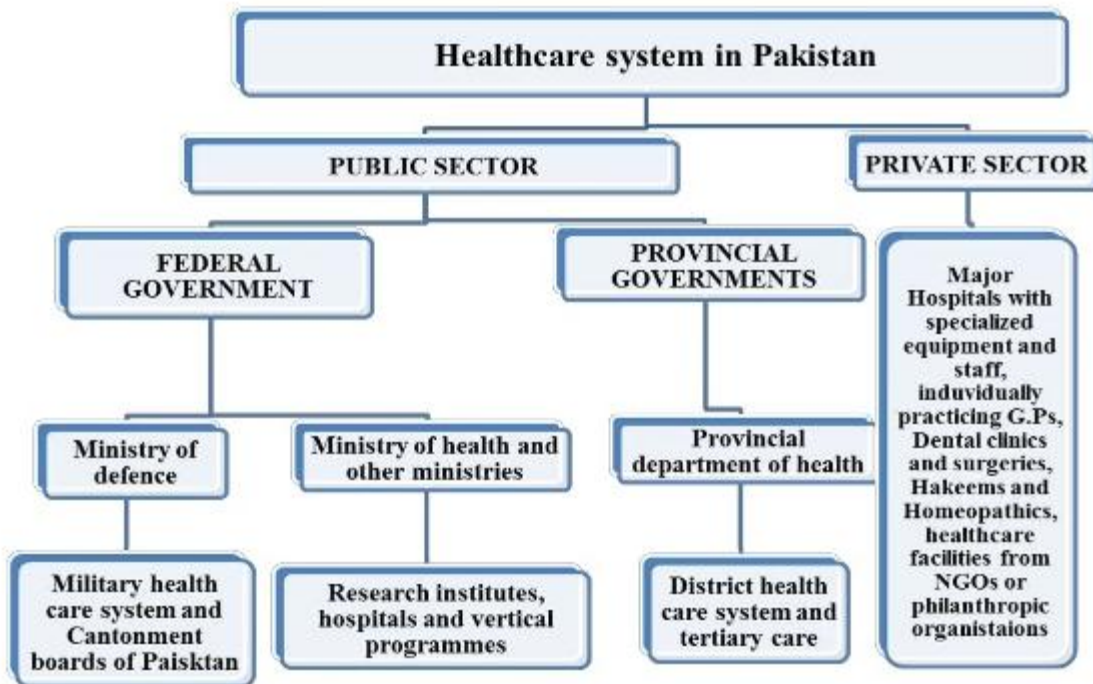 Healthcare system in Pakistan
PUBLIC SECTOR
PRIVATE SECTOR
FEDERAL
GOVERNMENT
PROVINCIAL
GOVERNMENTS
Major
Hospitals with
specialized
equipment and
staff,
induvidually
practicing G.Ps,
Dental clinics
and surgeries,
Hakeems and
Homeopathics,
healthcare
facilities from
NGOs or
philanthropic
organistaions
Ministry of
defence
Ministry of health and
other ministries
Provincial
department of health
Military health
care system and
Cantonment
boards of Paisktan
Research institutes,
hospitals and vertical
programmes
District health
care system and
tertiary care